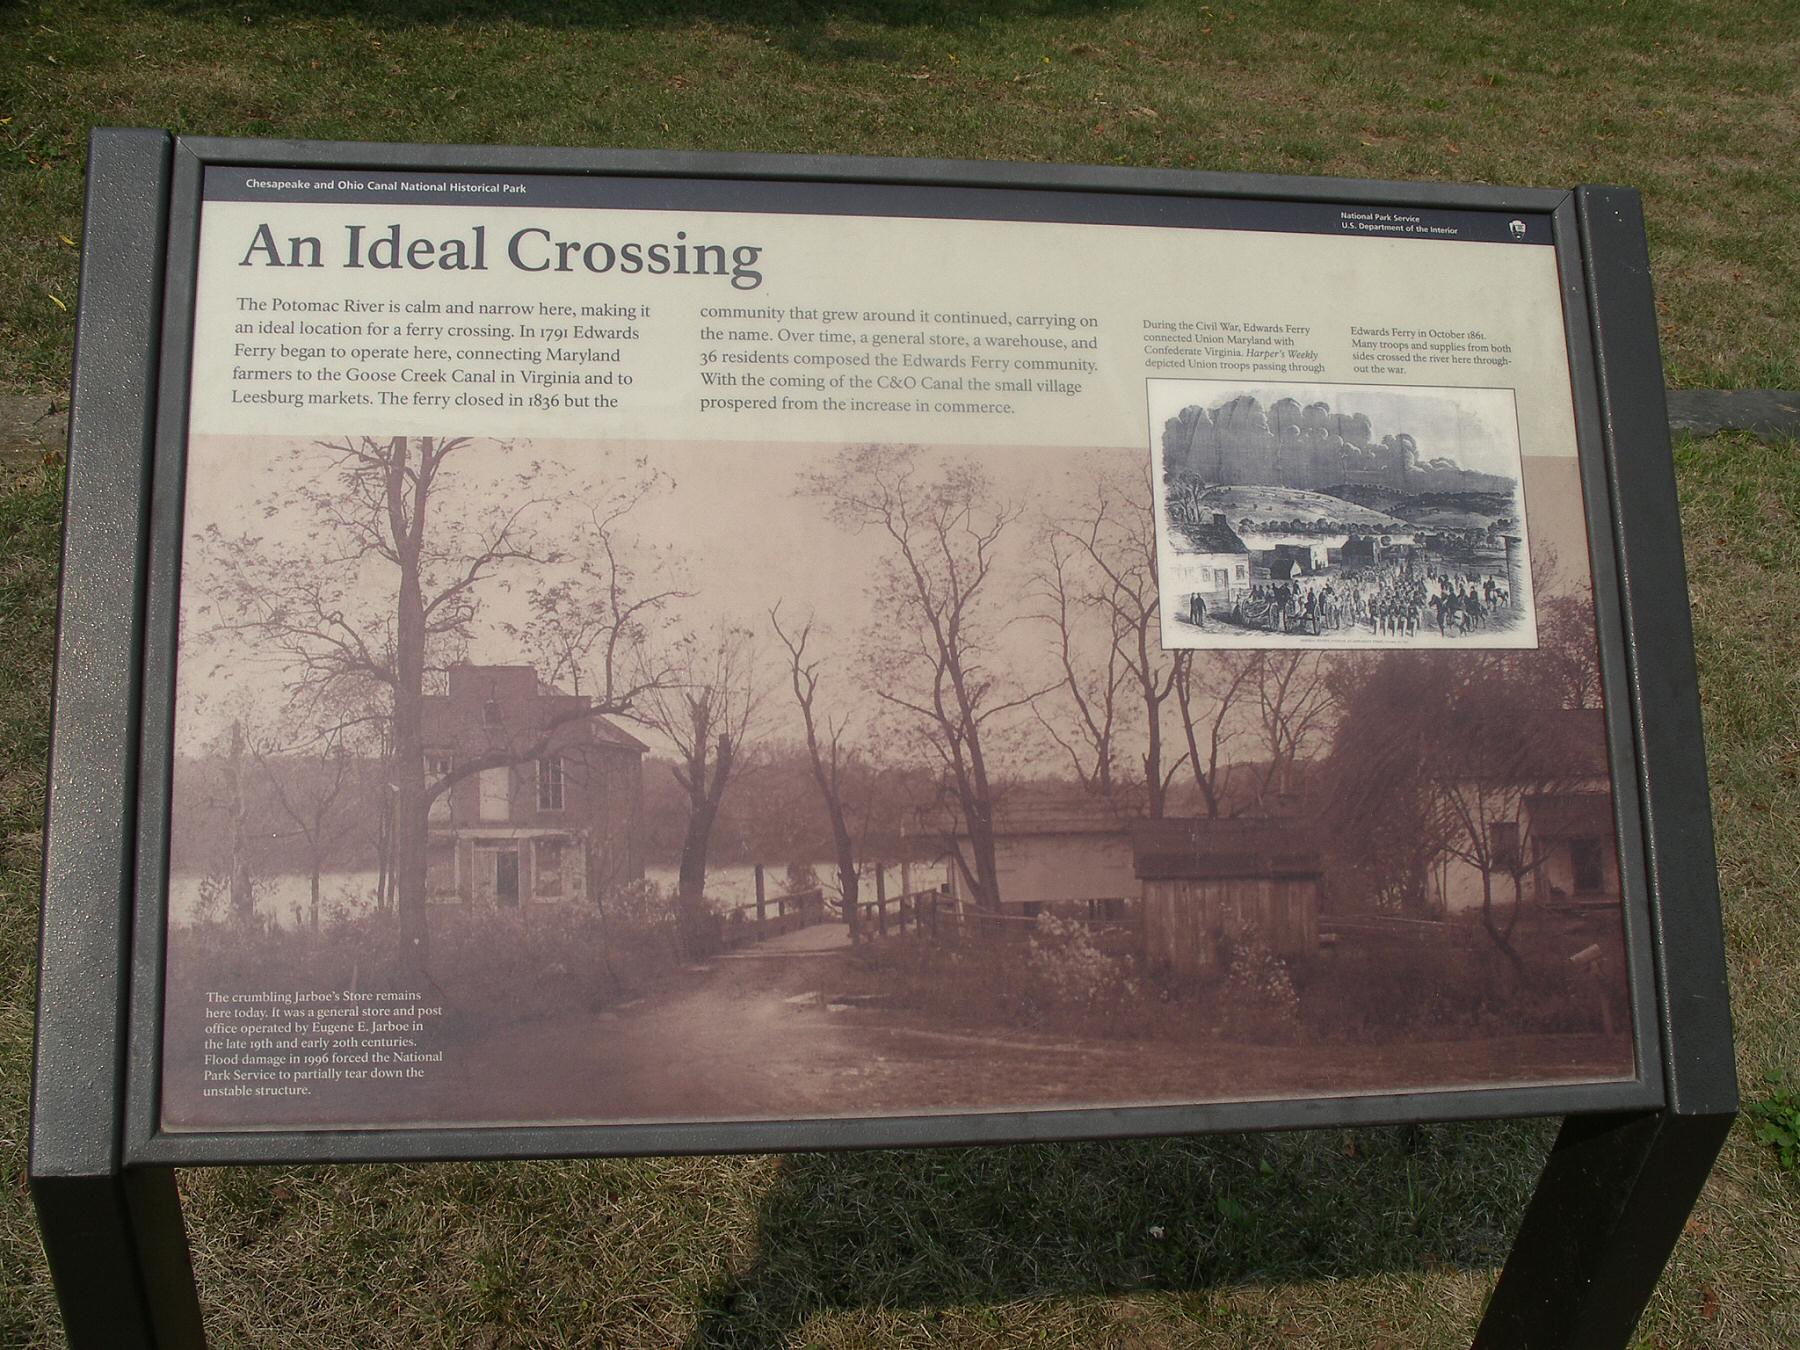 Chesapeake and Ohio Canal National Historical Park
National Park Service
U.S. Department of the Interior
An Ideal Crossing
The Potomac River is calm and narrow here, making it
an ideal location for a ferry crossing. In 1791 Edwards
Ferry began to operate here, connecting Maryland
farmers to the Goose Creek Canal in Virginia and to
Leesburg markets. The ferry closed in 1836 but the
community that grew around it continued, carrying on
the name. Over time, a general store, a warehouse, and
36 residents composed the Edwards Ferry community.
With the coming of the C&O Canal the small village
prospered from the increase in commerce.
During the Civil War, Edwards Ferry
connected Union Maryland with
Confederate Virginia. Harper's Weekly
depicted Union troops passing through
Edwards Ferry in October 1861.
Many troops and supplies from both
sides crossed the river here through-
out the war.
The crumbling Jarboe's Store remains
here today. It was a general store and post
office operated by Eugene E. Jarboe in
the late 19th and early 20th centuries.
Flood damage in 1996 forced the National
Park Service to partially tear down the
unstable structure.